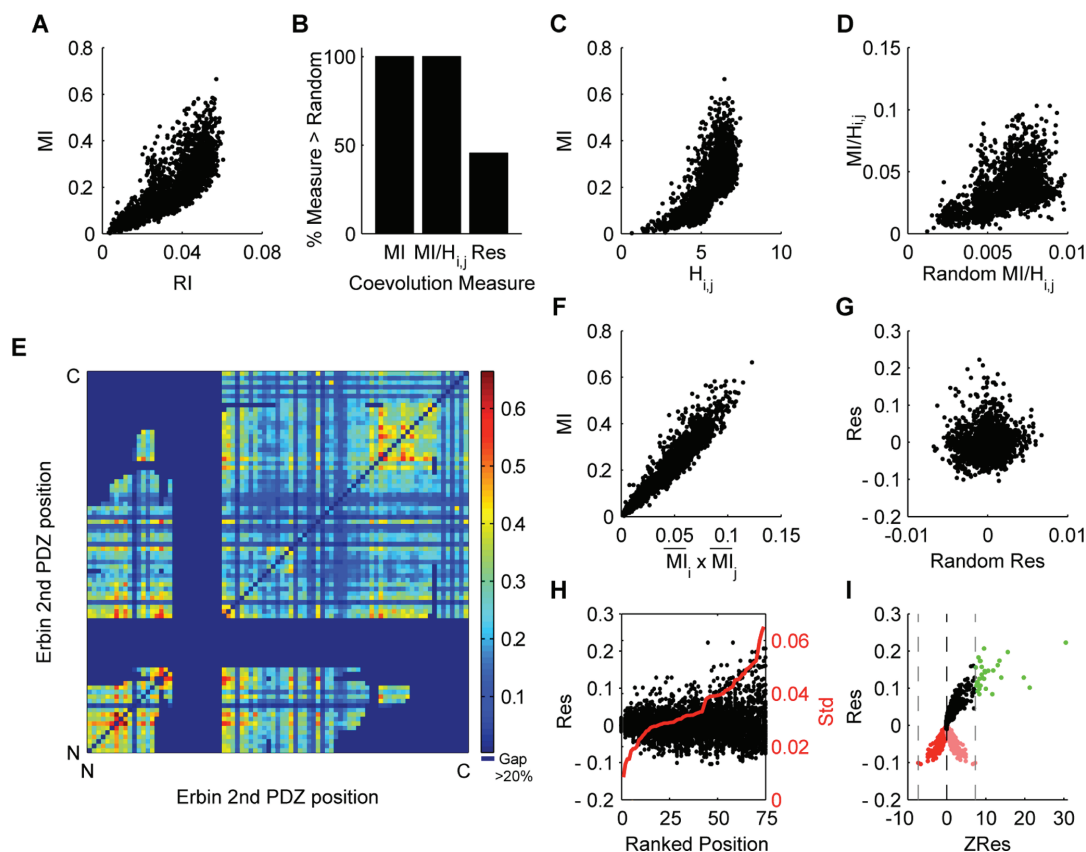 A
MI
0.8
0.6
0.4
0.2
0
0 0.04 0.08
RI
B
% Measure > Random
100
50
0
MI MI/Hi,j Res
Coevolution Measure
C
MI
0.8
0.6
0.4
0.2
0
0 5 10
Hi,j
D
MI/Hi,j
0.15
0.1
0.05
0
0 0.005 0.01
Random MI/Hi,j
E
Erbin 2nd PDZ position
C
N
N C
Erbin 2nd PDZ position
0.6
0.5
0.4
0.3
0.2
0.1
0
Gap
>20%
F
MI
0.8
0.6
0.4
0.2
0
0 0.05 0.1 0.15
MIi x MIj
G
Res
0.3
0.2
0.1
0
- 0.1
- 0.2
-0.01 0 0.01
Random Res
H
Res
0.3
0.2
0.1
0
- 0.1
- 0.2
0 25 50 75
Ranked Position
0.06
0.04
0.02
0
Std
I
Res
0.3
0.2
0.1
0
- 0.1
- 0.2
-10 0 10 20 30
ZRes